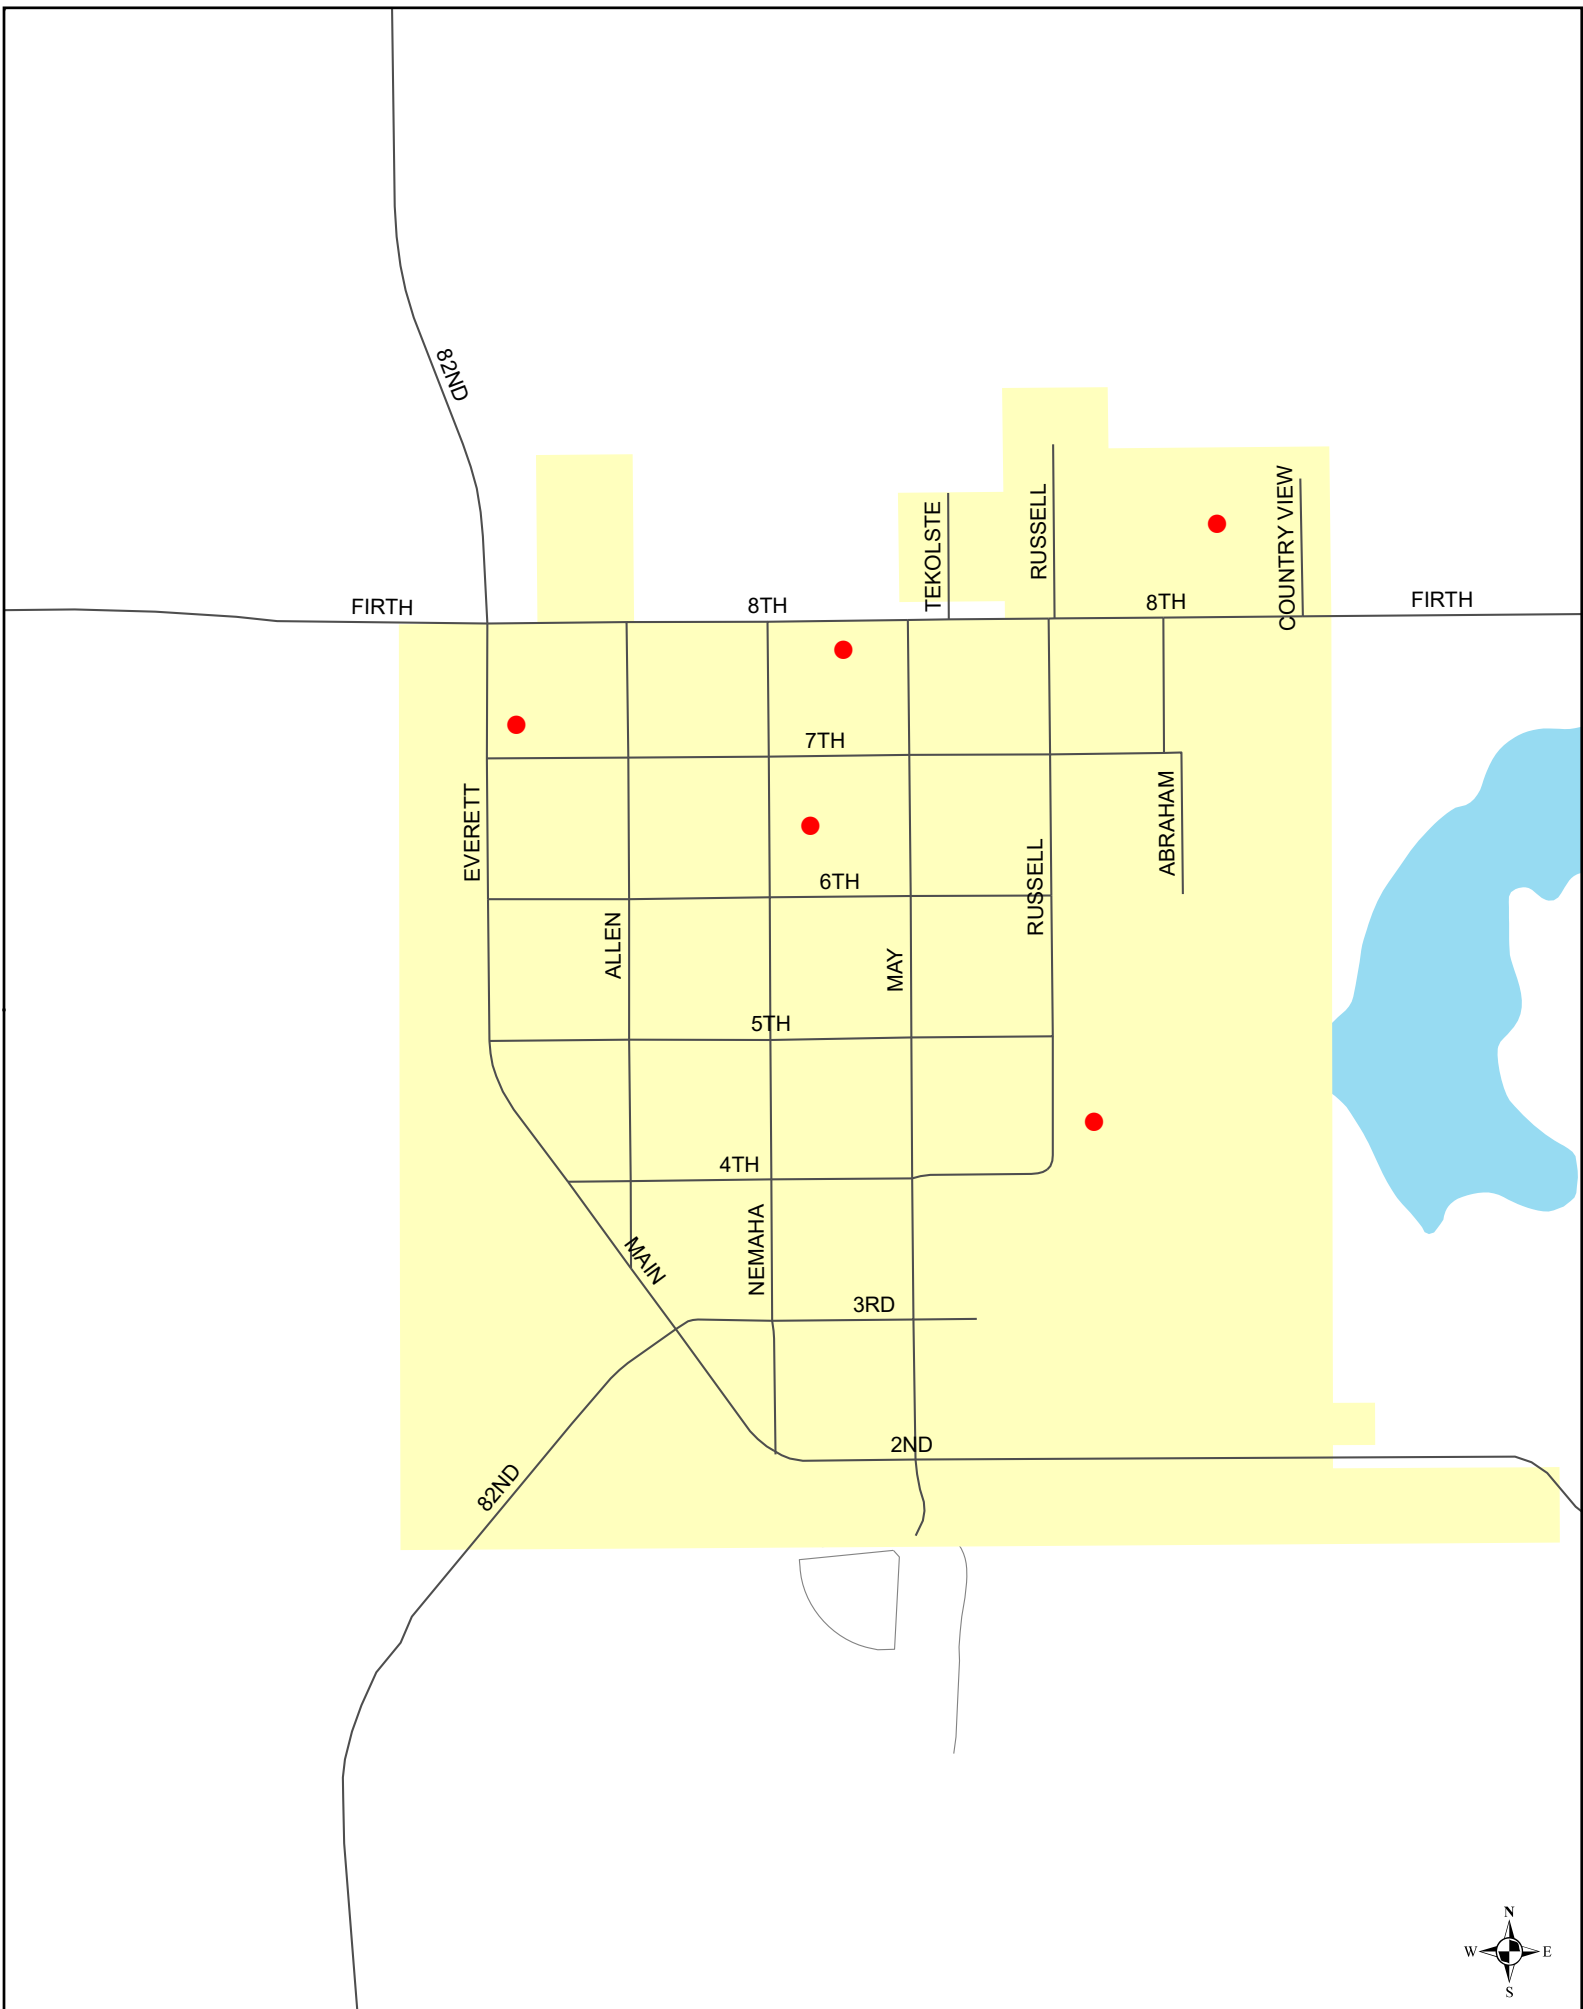 82ND
TEKOLSTE
RUSSELL
COUNTRY VIEW
FIRTH
8TH
8TH
FIRTH
7TH
EVERETT
ABRAHAM
6TH
RUSSELL
ALLEN
MAY
5TH
4TH
NEMAHA
MAIN
3RD
2ND
82ND
N
W E
S